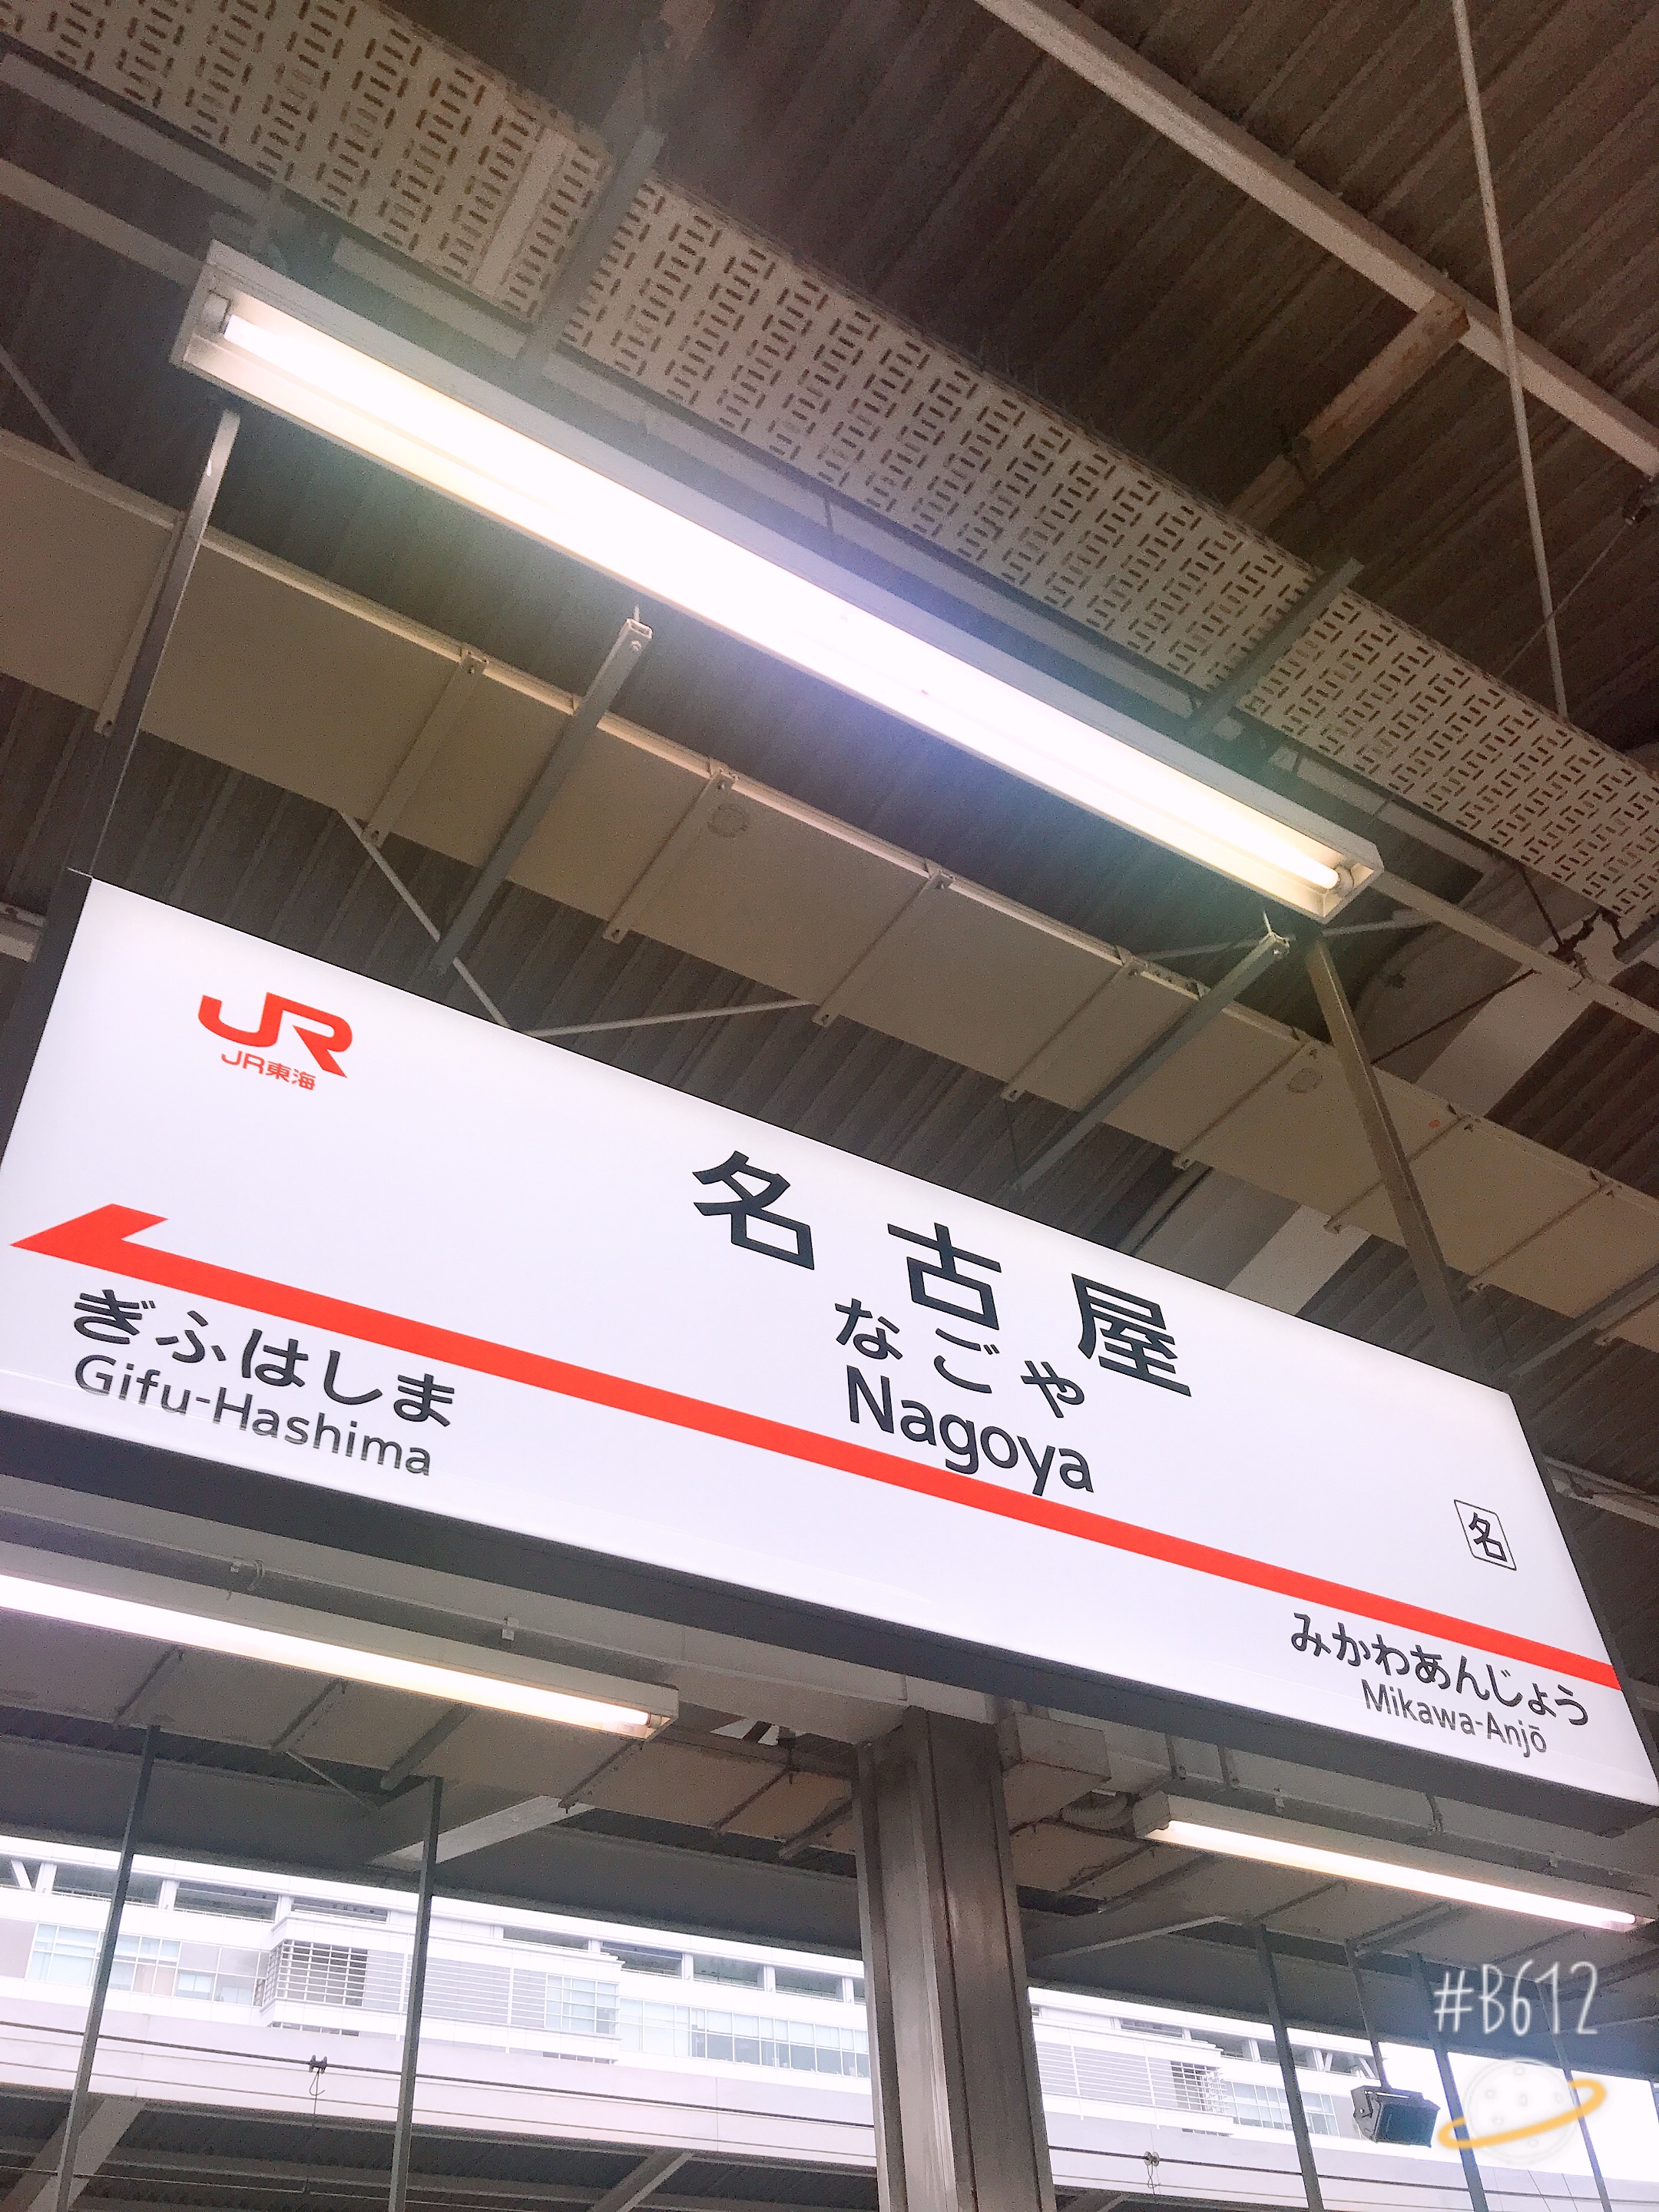 JR
JR東海
名古屋
なごや
Nagoya
名
ぎふはしま
Gifu-Hashima
みかわあんじょう
Mikawa-Anjō
#B612